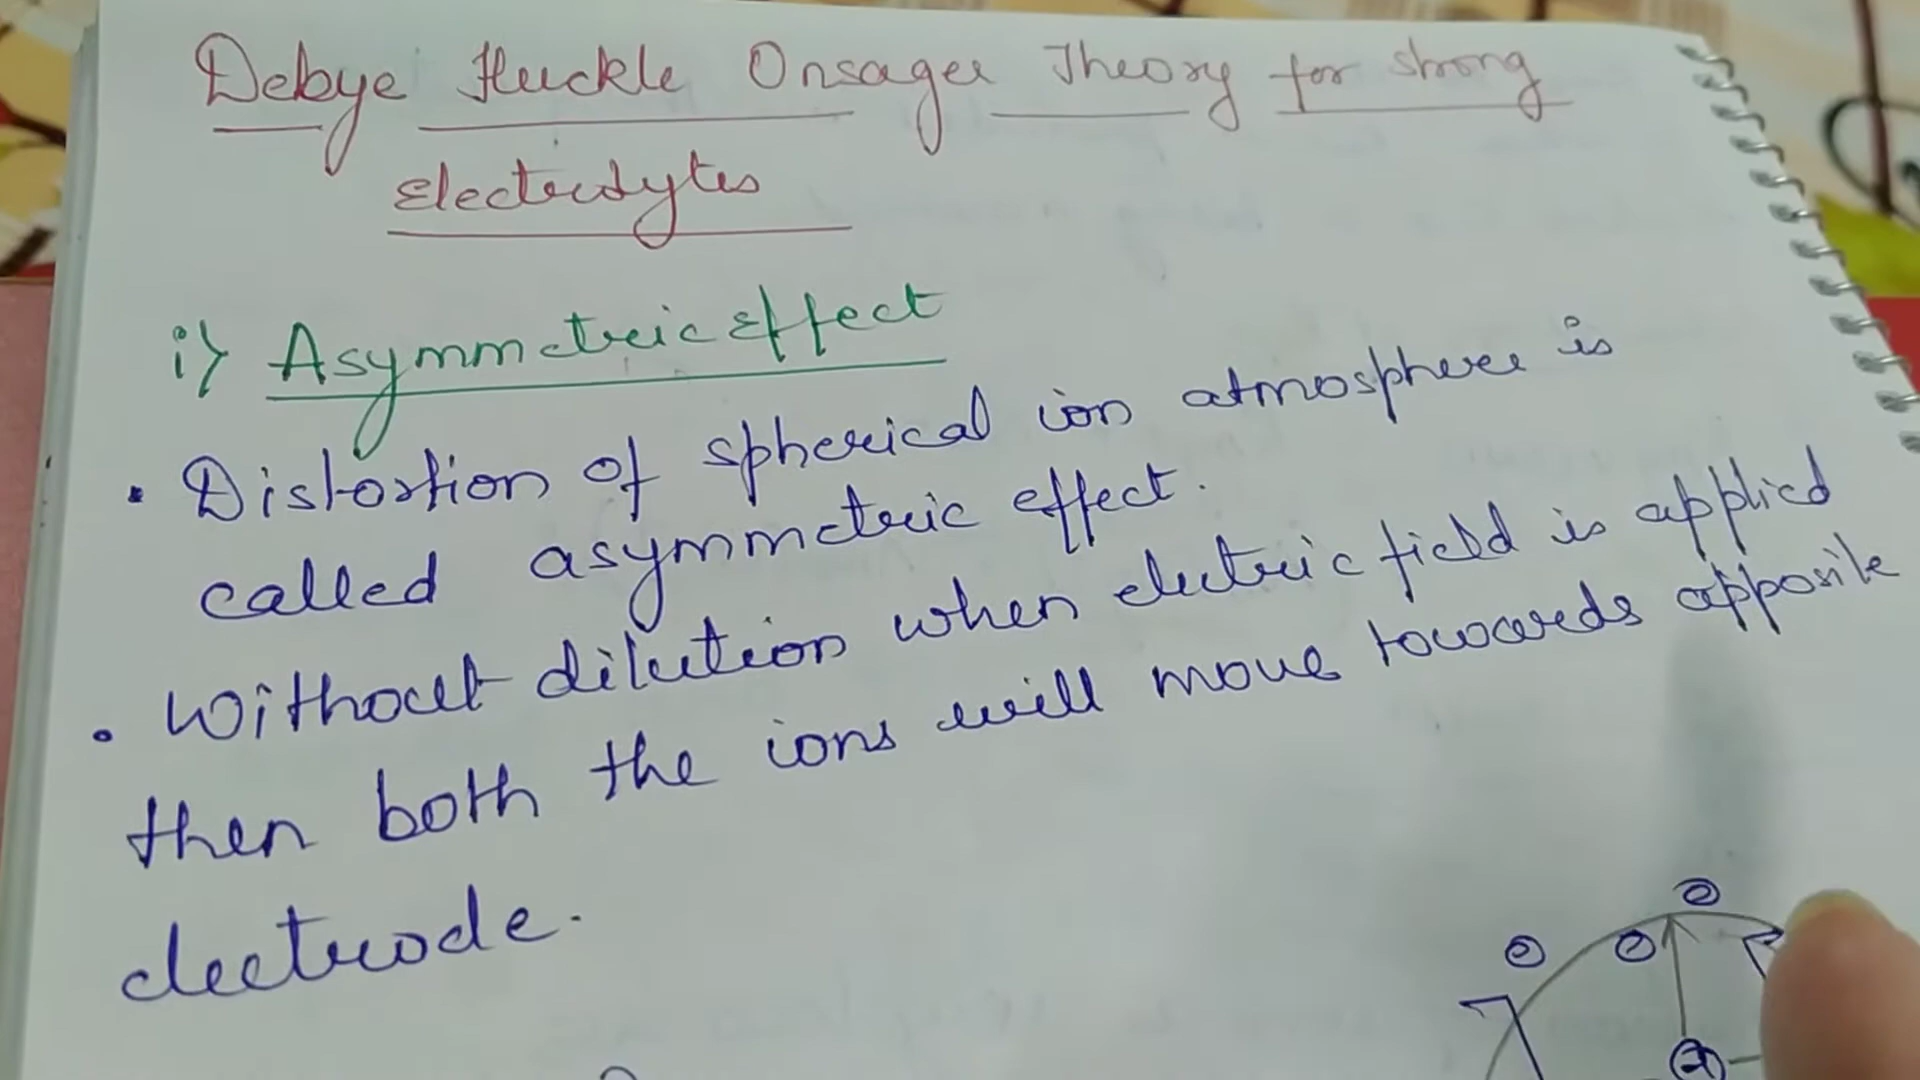 Debye Huckle Onsager Theory for strong
Electrolytes
i) Asymmetric Effect
• Distortion of spherical ion atmosphere is
called asymmetric effect.
• Without dilution when electric field is applied
then both the ions will move towards opposite
electrode.